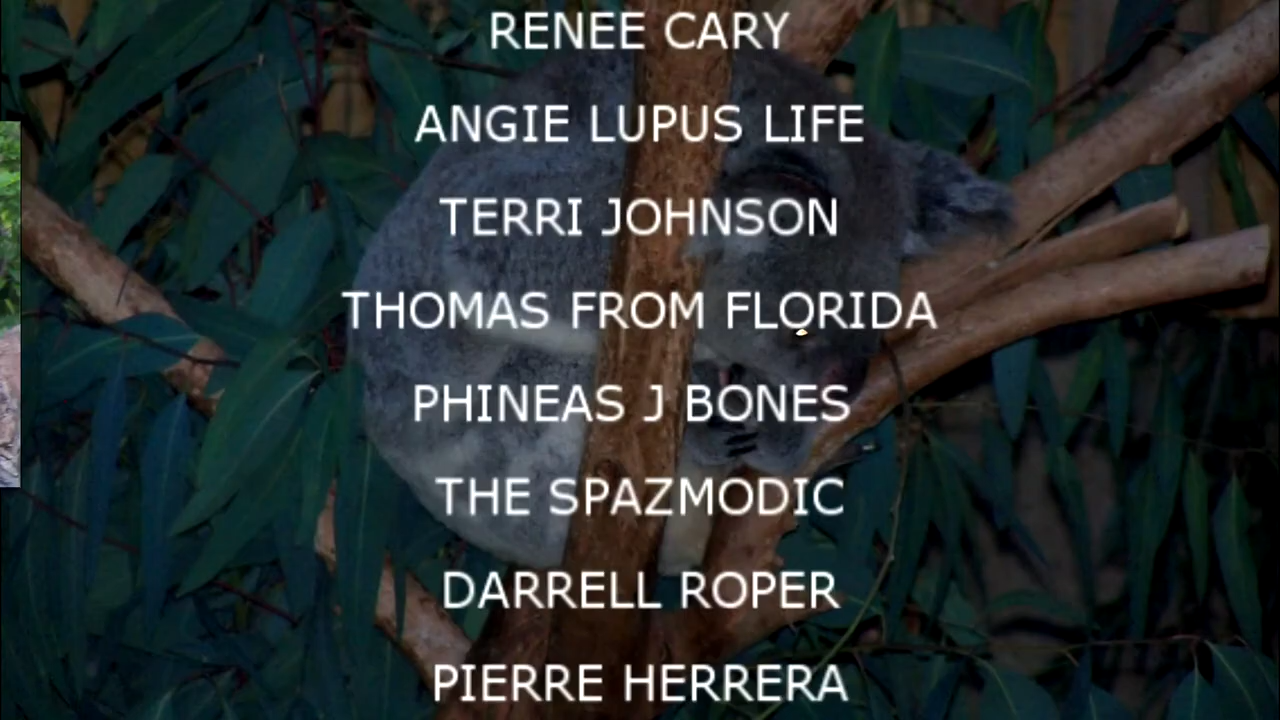 RENEE CARY
ANGIE LUPUS LIFE
TERRI JOHNSON
THOMAS FROM FLORIDA
PHINEAS J BONES
THE SPAZMODIC
DARRELL ROPER
PIERRE HERRERA